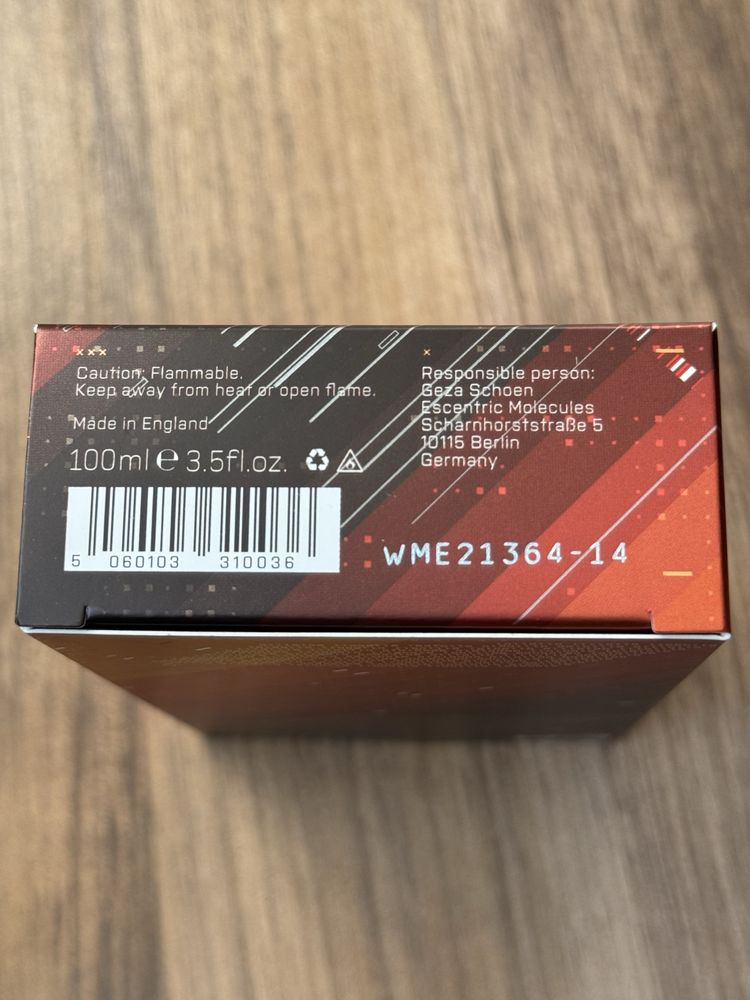 xxx
Caution: Flammable.
Keep away from heat or open flame.
Made in England
100ml ℮ 3.5fl.oz.
5 060103 310036
x
Responsible person:
Geza Schoen
Escentric Molecules
Scharnhorststraße 5
10115 Berlin
Germany
WME21364-14